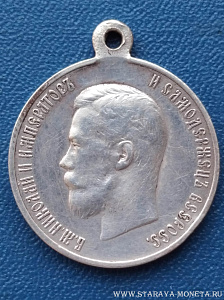 Б.М.НИКОЛАЙ II ИМПЕРАТОРЪ
И САМОДЕРЖЕЦЪ ВСЕРОСС.
WWW.STARAYA-MONETA.RU